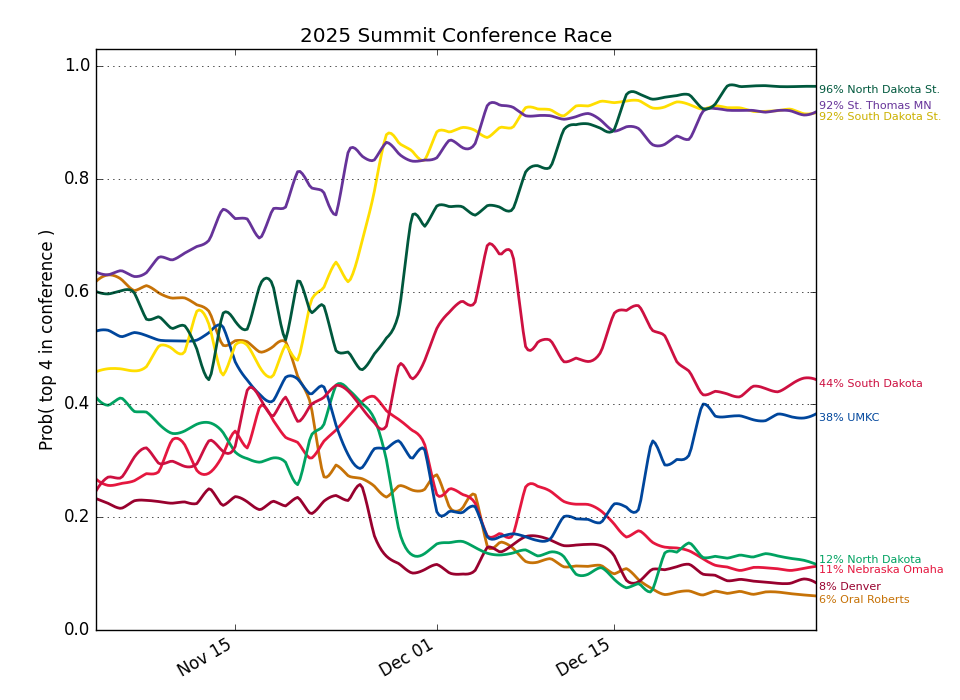 2025 Summit Conference Race
Prob( top 4 in conference )
1.0
0.8
0.6
0.4
0.2
0.0
Nov 15
Dec 01
Dec 15
96% North Dakota St.
92% St. Thomas MN
92% South Dakota St.
44% South Dakota
38% UMKC
12% North Dakota
11% Nebraska Omaha
8% Denver
6% Oral Roberts